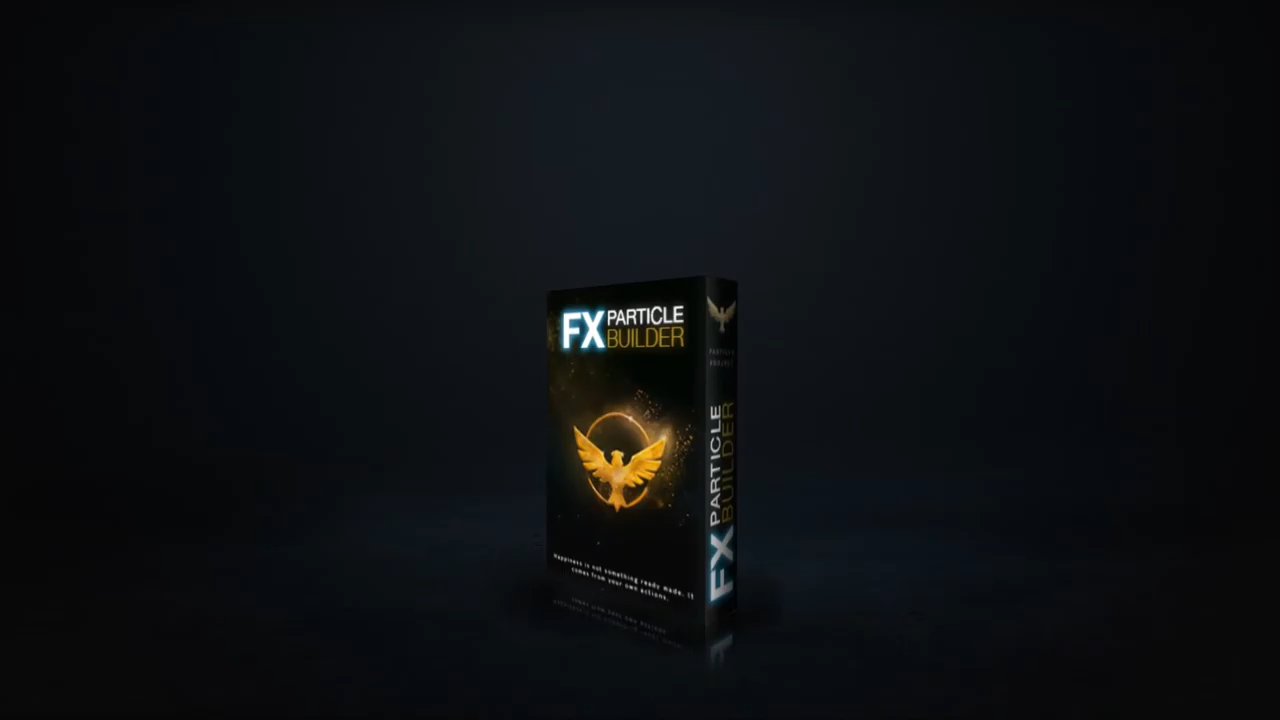 FX PARTICLE
BUILDER
Happiness is not something ready made. It
comes from your own actions.
FX PARTICLE
BUILDER